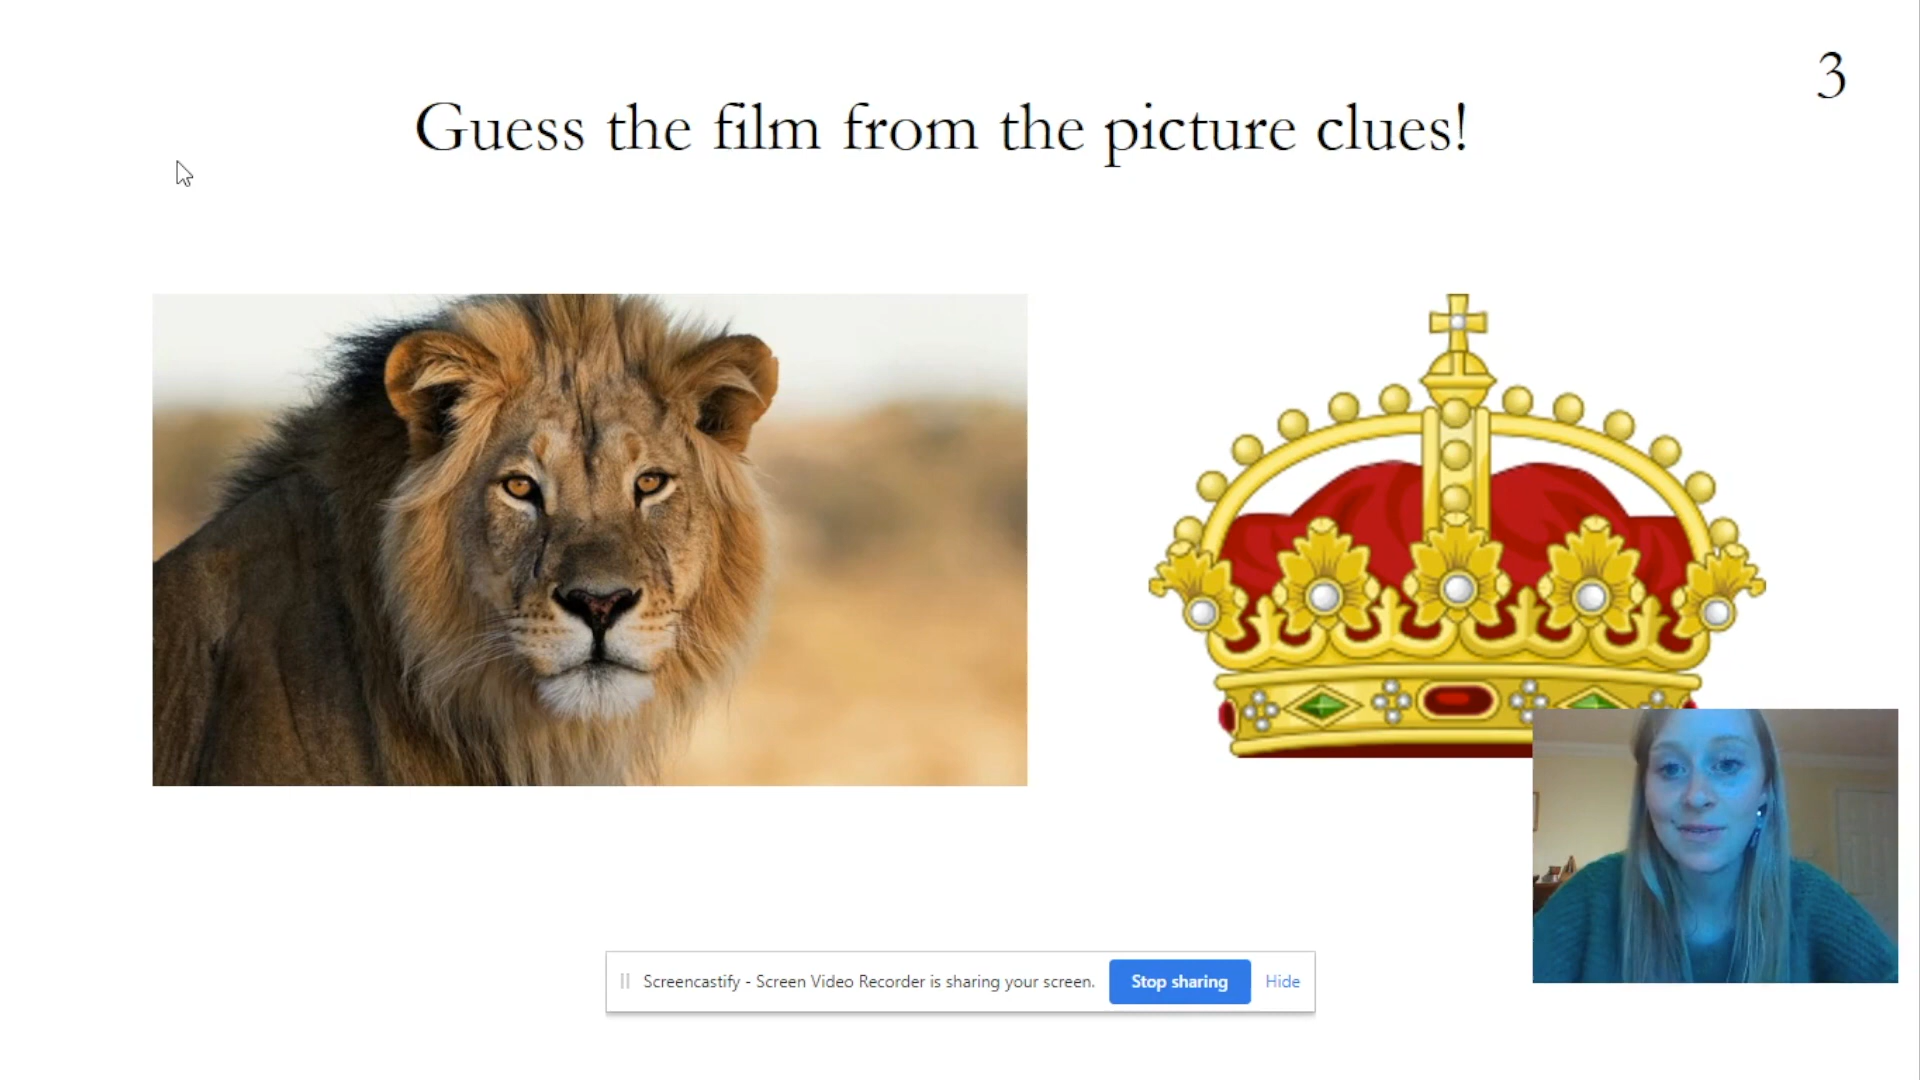 3
Guess the film from the picture clues!
Screencastify - Screen Video Recorder is sharing your screen. Stop sharing Hide